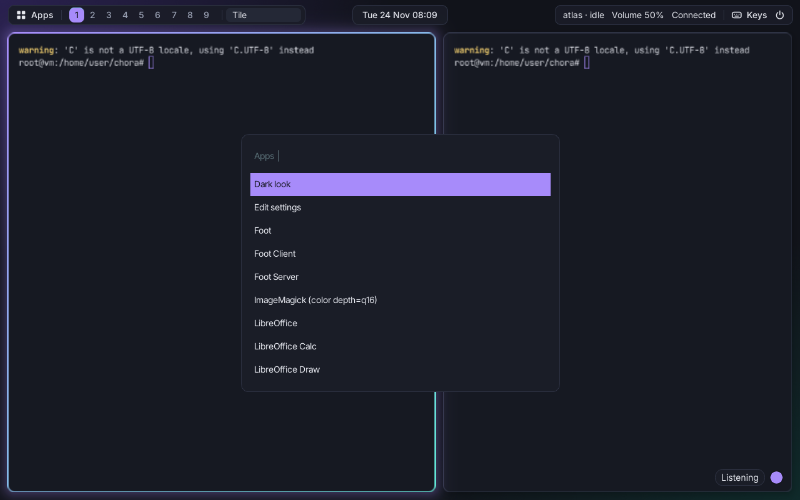 Apps 1 2 3 4 5 6 7 8 9 Tile Tue 24 Nov 08:09 atlas · idle Volume 50% Connected Keys
warning: 'C' is not a UTF-8 locale, using 'C.UTF-8' instead
root@vm:/home/user/chora#
warning: 'C' is not a UTF-8 locale, using 'C.UTF-8' instead
root@vm:/home/user/chora#
Apps
Dark look
Edit settings
Foot
Foot Client
Foot Server
ImageMagick (color depth=q16)
LibreOffice
LibreOffice Calc
LibreOffice Draw
Listening